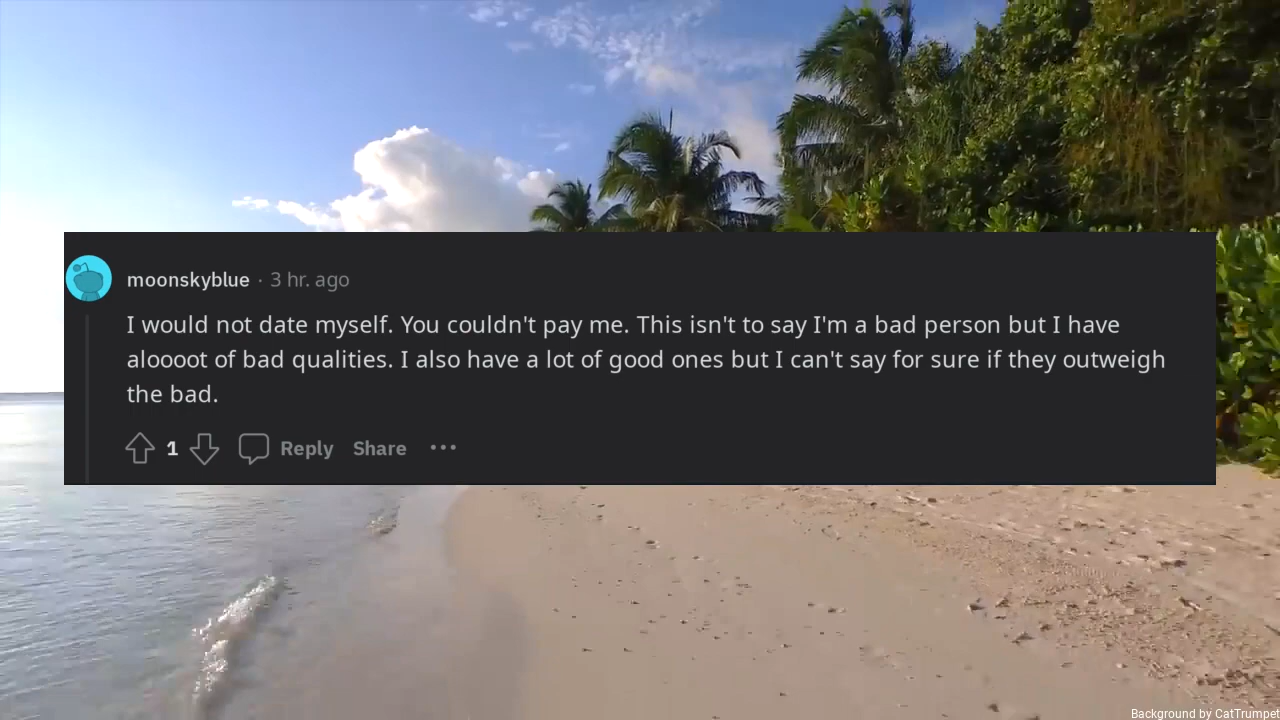 moonskyblue · 3 hr. ago
I would not date myself. You couldn't pay me. This isn't to say I'm a bad person but I have
aloooot of bad qualities. I also have a lot of good ones but I can't say for sure if they outweigh
the bad.
1 Reply Share ···
Background by CatTrumpet